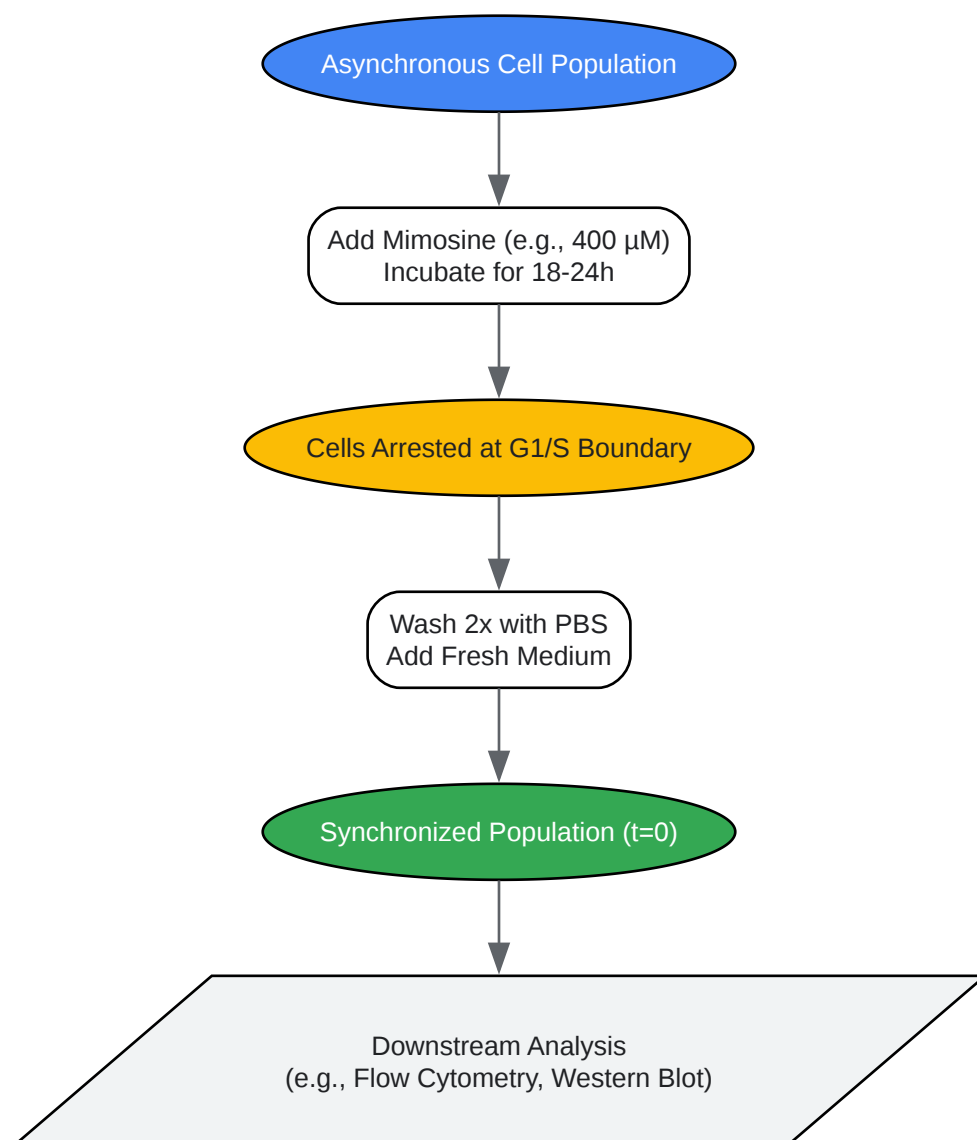 Asynchronous Cell Population
Add Mimosine (e.g., 400 µM)
Incubate for 18-24h
Cells Arrested at G1/S Boundary
Wash 2x with PBS
Add Fresh Medium
Synchronized Population (t=0)
Downstream Analysis
(e.g., Flow Cytometry, Western Blot)